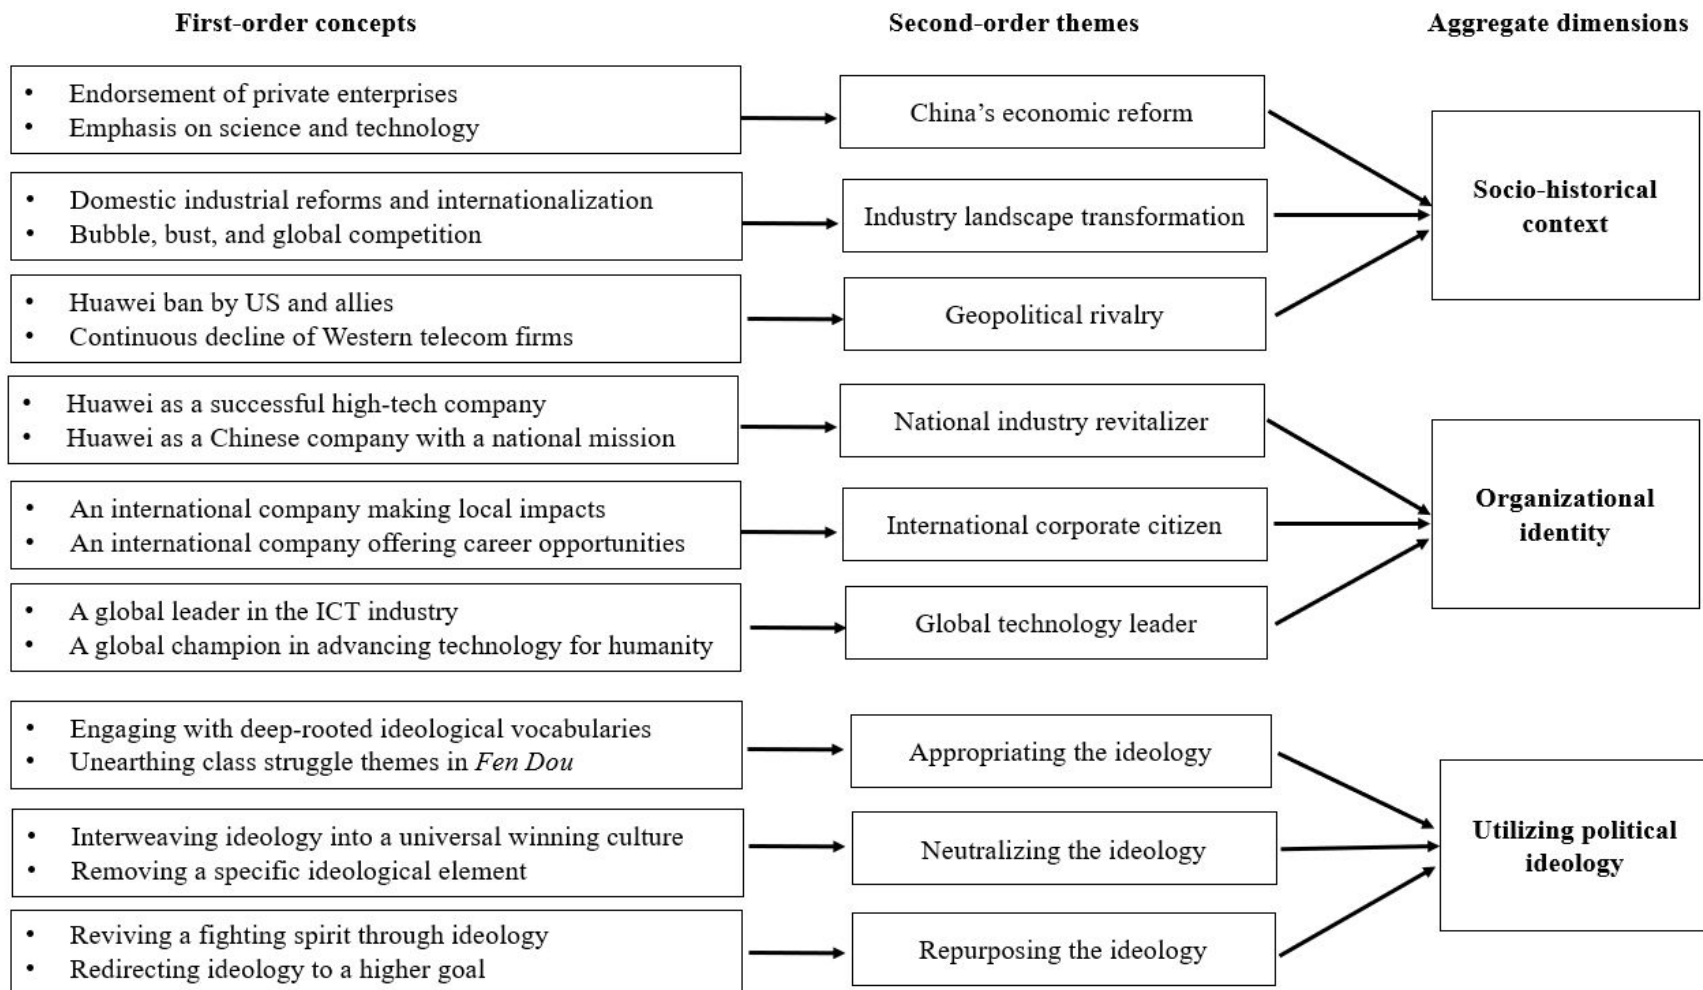 First-order concepts
Second-order themes
Aggregate dimensions
• Endorsement of private enterprises
• Emphasis on science and technology
China’s economic reform
• Domestic industrial reforms and internationalization
• Bubble, bust, and global competition
Industry landscape transformation
• Huawei ban by US and allies
• Continuous decline of Western telecom firms
Geopolitical rivalry
Socio-historical
context
• Huawei as a successful high-tech company
• Huawei as a Chinese company with a national mission
National industry revitalizer
• An international company making local impacts
• An international company offering career opportunities
International corporate citizen
• A global leader in the ICT industry
• A global champion in advancing technology for humanity
Global technology leader
Organizational
identity
• Engaging with deep-rooted ideological vocabularies
• Unearthing class struggle themes in Fen Dou
Appropriating the ideology
• Interweaving ideology into a universal winning culture
• Removing a specific ideological element
Neutralizing the ideology
• Reviving a fighting spirit through ideology
• Redirecting ideology to a higher goal
Repurposing the ideology
Utilizing political
ideology